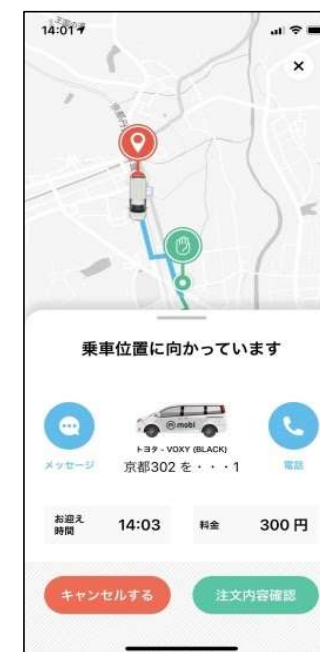 14:01
乗車位置に向かっています
mobi
トヨタ - VOXY (BLACK)
京都302 を・・・1
メッセージ
電話
お迎え
時間
14:03
料金
300 円
キャンセルする
注文内容確認